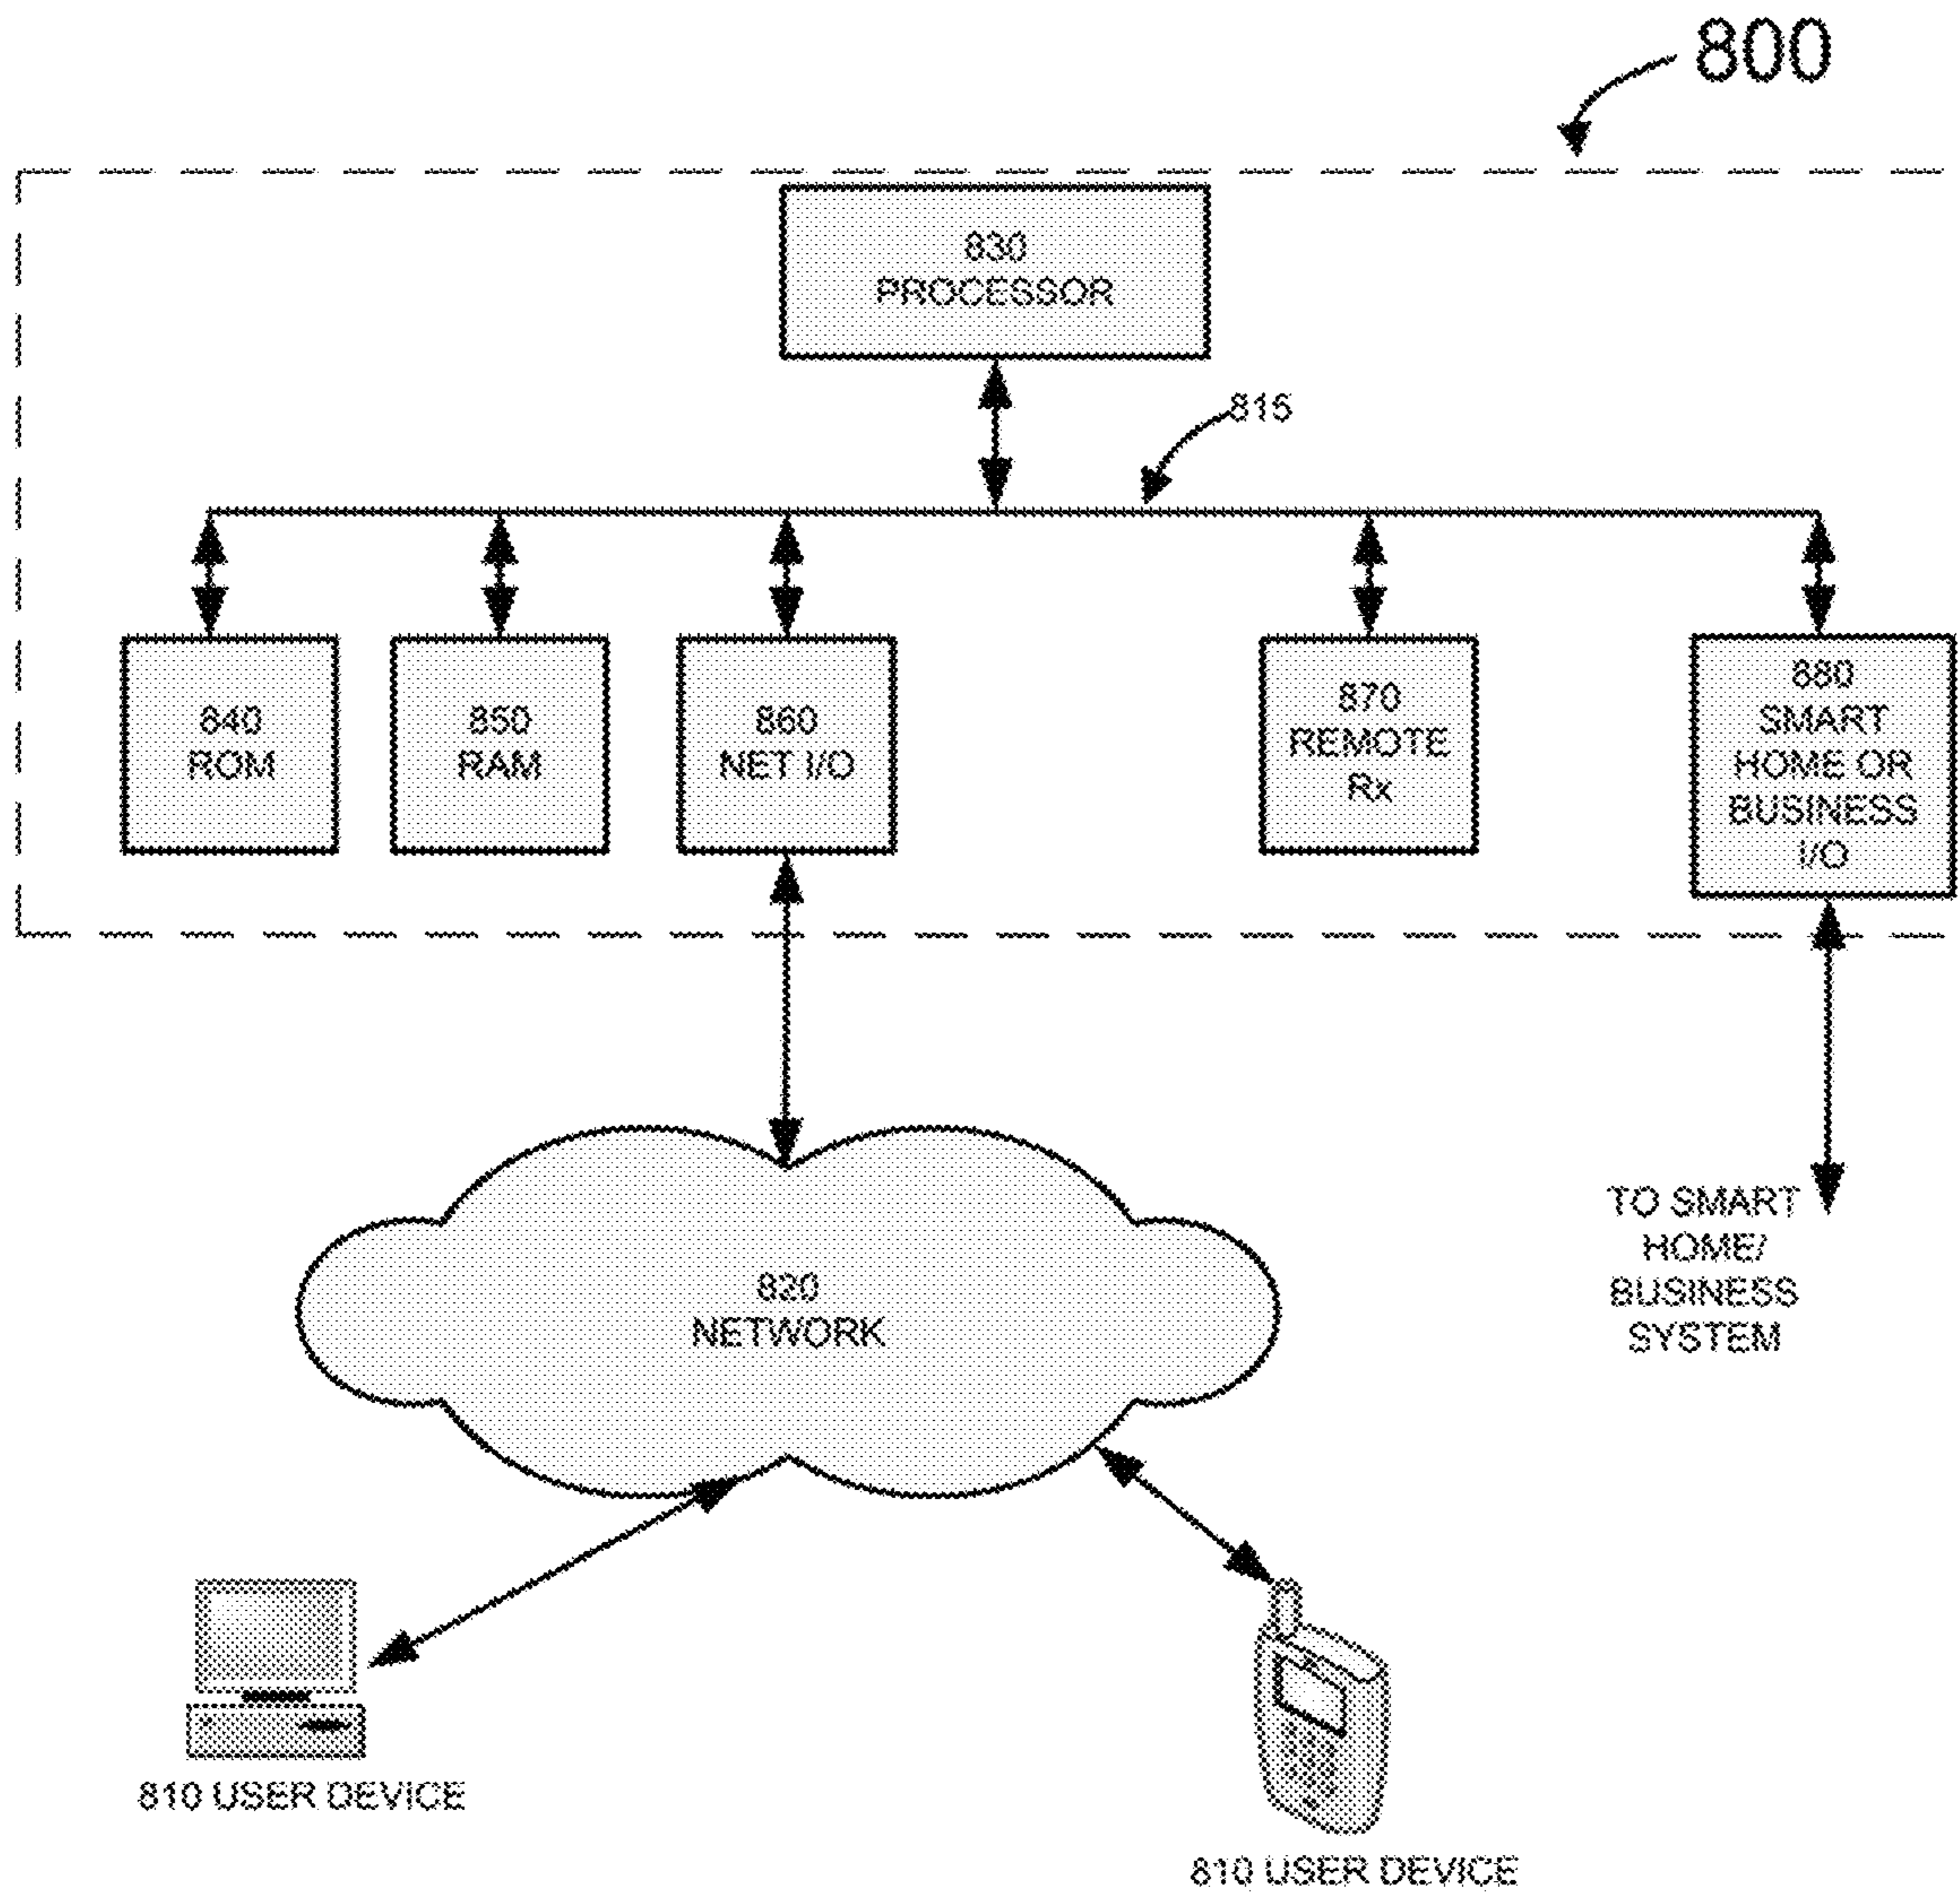 800
830
PROCESSOR
815
840
ROM
850
RAM
860
NET I/O
870
REMOTE
Rx
880
SMART
HOME OR
BUSINESS
I/O
TO SMART
HOME/
BUSINESS
SYSTEM
820
NETWORK
810 USER DEVICE
810 USER DEVICE